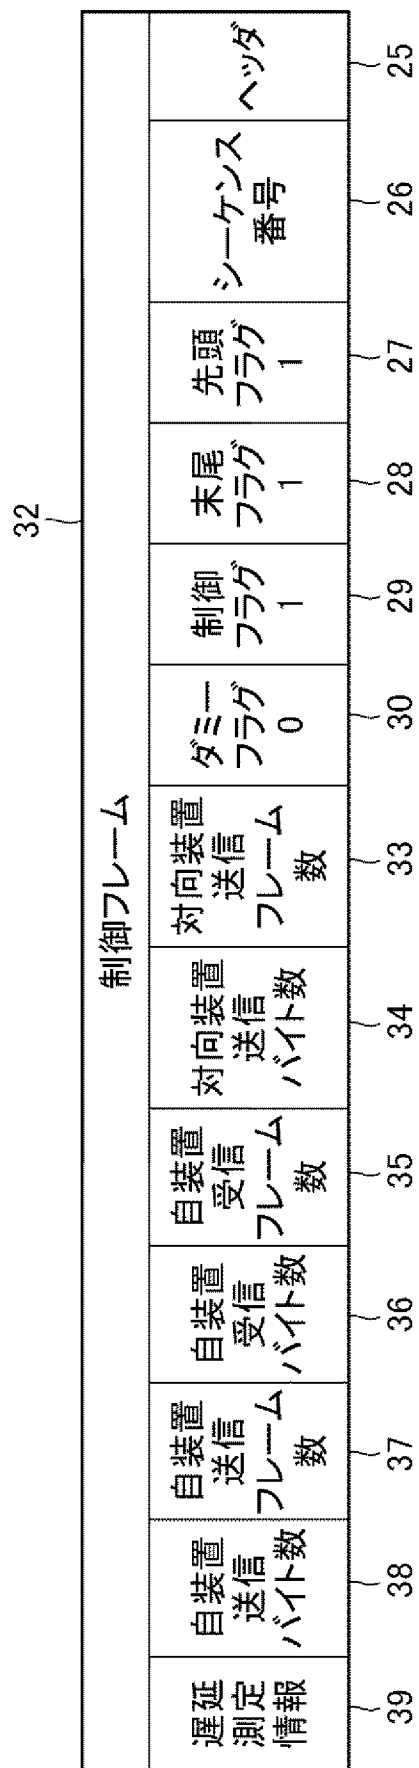 32
制御フレーム
遅延
測定
情報
自装置
送信
バイト数
自装置
送信
フレーム
数
自装置
受信
バイト数
自装置
受信
フレーム
数
対向装置
送信
バイト数
対向装置
送信
フレーム
数
ダミー
フラグ
0
制御
フラグ
1
末尾
フラグ
1
先頭
フラグ
1
シーケンス
番号
ヘッダ
39
38
37
36
35
34
33
30
29
28
27
26
25